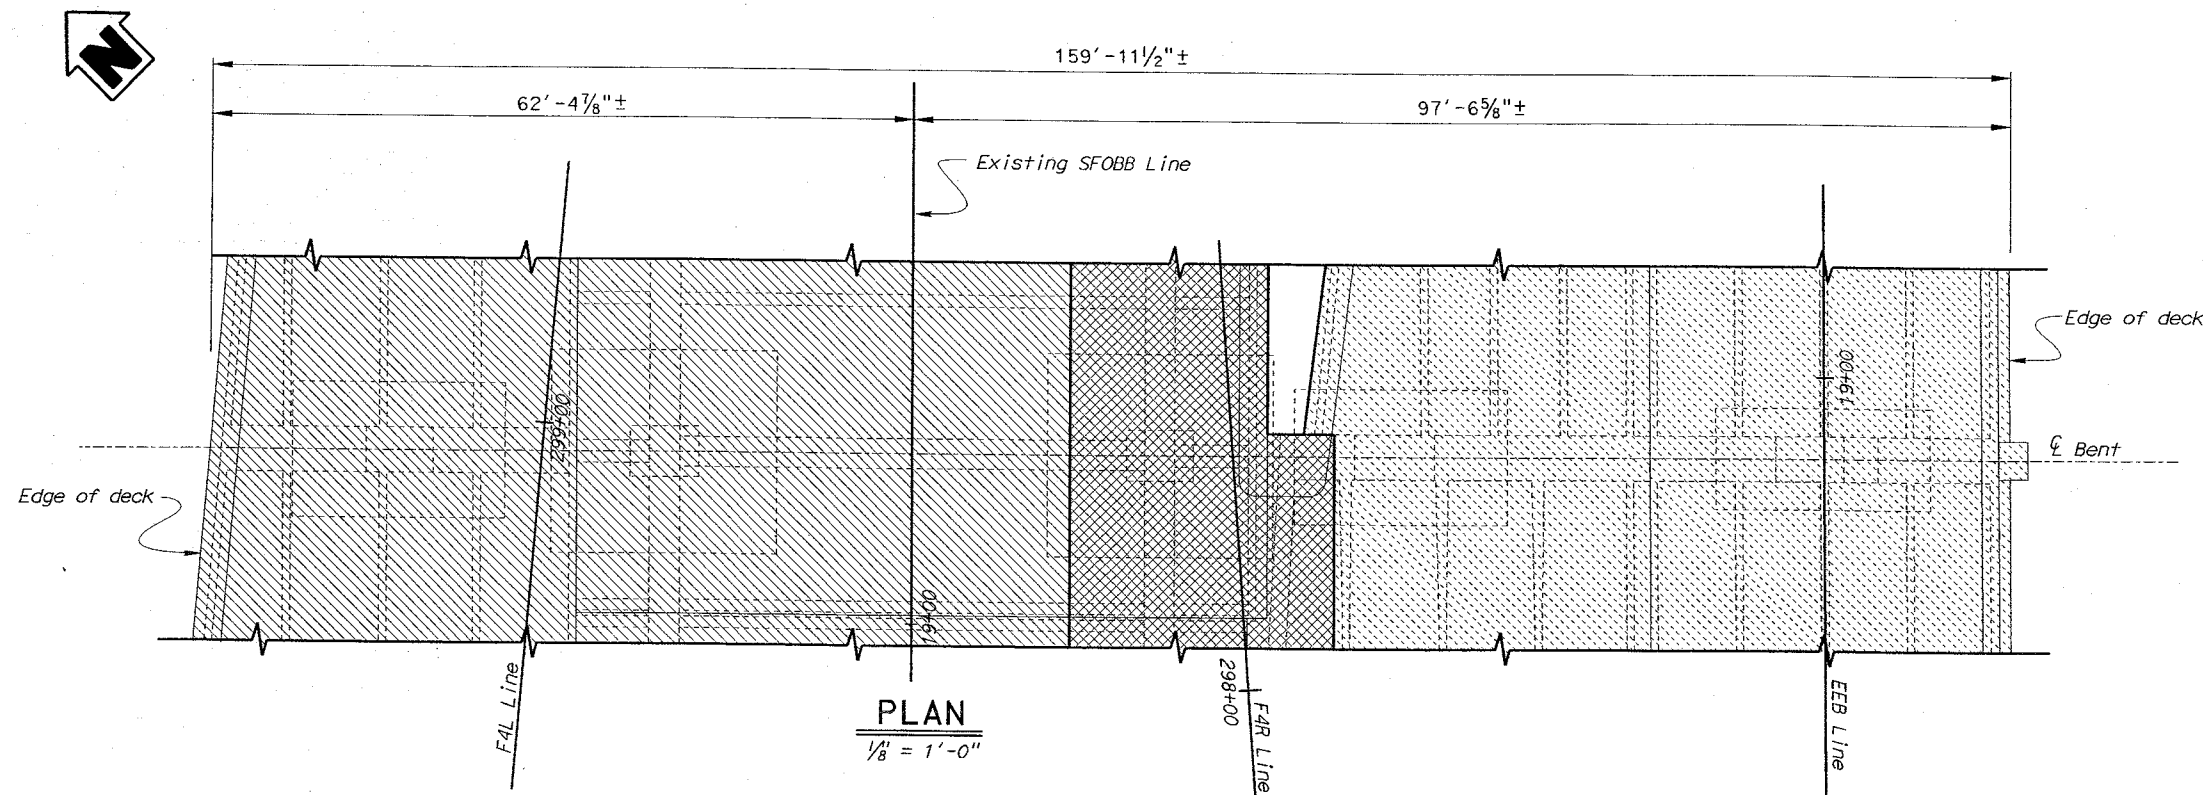 N
159'-11½"±
62'-4⅞"±
97'-6⅝"±
Existing SFOBB Line
Edge of deck
19+00
299+00
℄ Bent
Edge of deck
19+00
298+00
F4L Line
F4R Line
EEB Line
PLAN
⅛" = 1'-0"